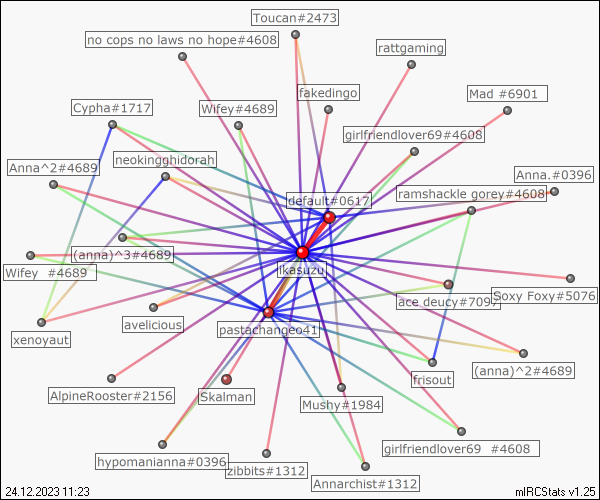 Toucan#2473
no cops no laws no hope#4608
rattgaming
fakedingo
Mad #6901
Cypha#1717
Wifey#4689
girlfriendlover69#4608
neokingghidorah
Anna^2#4689
Anna.#0396
default#0617
ramshackle gorey#4608
(anna)^3#4689
Wifey #4689
Ikasuzu
Soxy Foxy#5076
ace deucy#7097
avelicious
pastachangeo41
xenoyaut
(anna)^2#4689
frisout
AlpineRooster#2156
Skalman
Mushy#1984
girlfriendlover69 #4608
hypomanianna#0396
zibbits#1312
Annarchist#1312
24.12.2023 11:23
mIRCStats v1.25